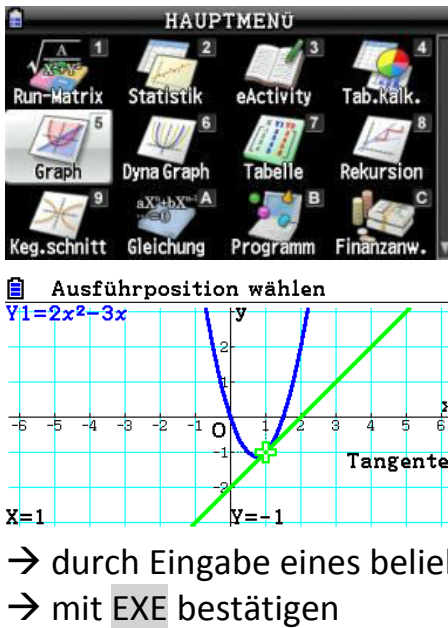 HAUPTMENÜ
1 2 3 4
Run-Matrix Statistik eActivity Tab.Kalk.
5 6 7 8
Graph Dyna Graph Tabelle Rekursion
9 A B C
Keg.schnitt Gleichung Programm Finanzanw.
Ausführposition wählen
Y1=2x²−3x
y
2
1
x
-6 -5 -4 -3 -2 -1 O 1 2 3 4 5 6
-1
Tangente
-2
X=1 Y=−1
→ durch Eingabe eines belie
→ mit EXE bestätigen